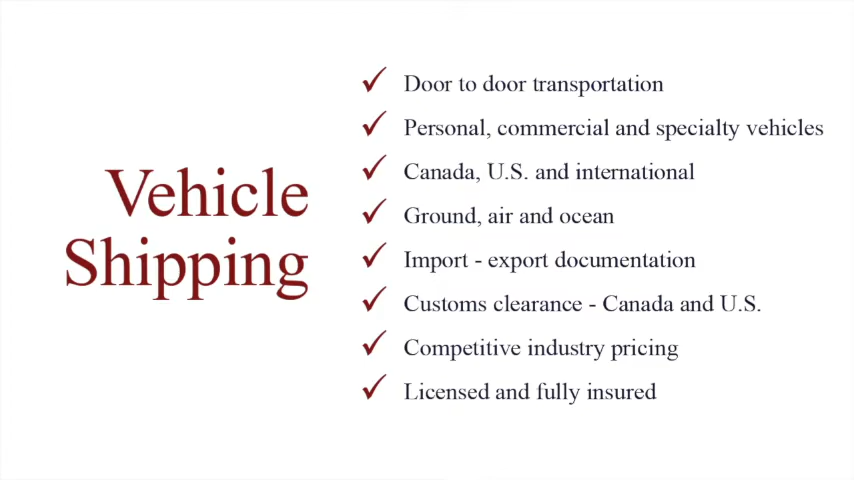 Vehicle
Shipping
Door to door transportation
Personal, commercial and specialty vehicles
Canada, U.S. and international
Ground, air and ocean
Import - export documentation
Customs clearance - Canada and U.S.
Competitive industry pricing
Licensed and fully insured